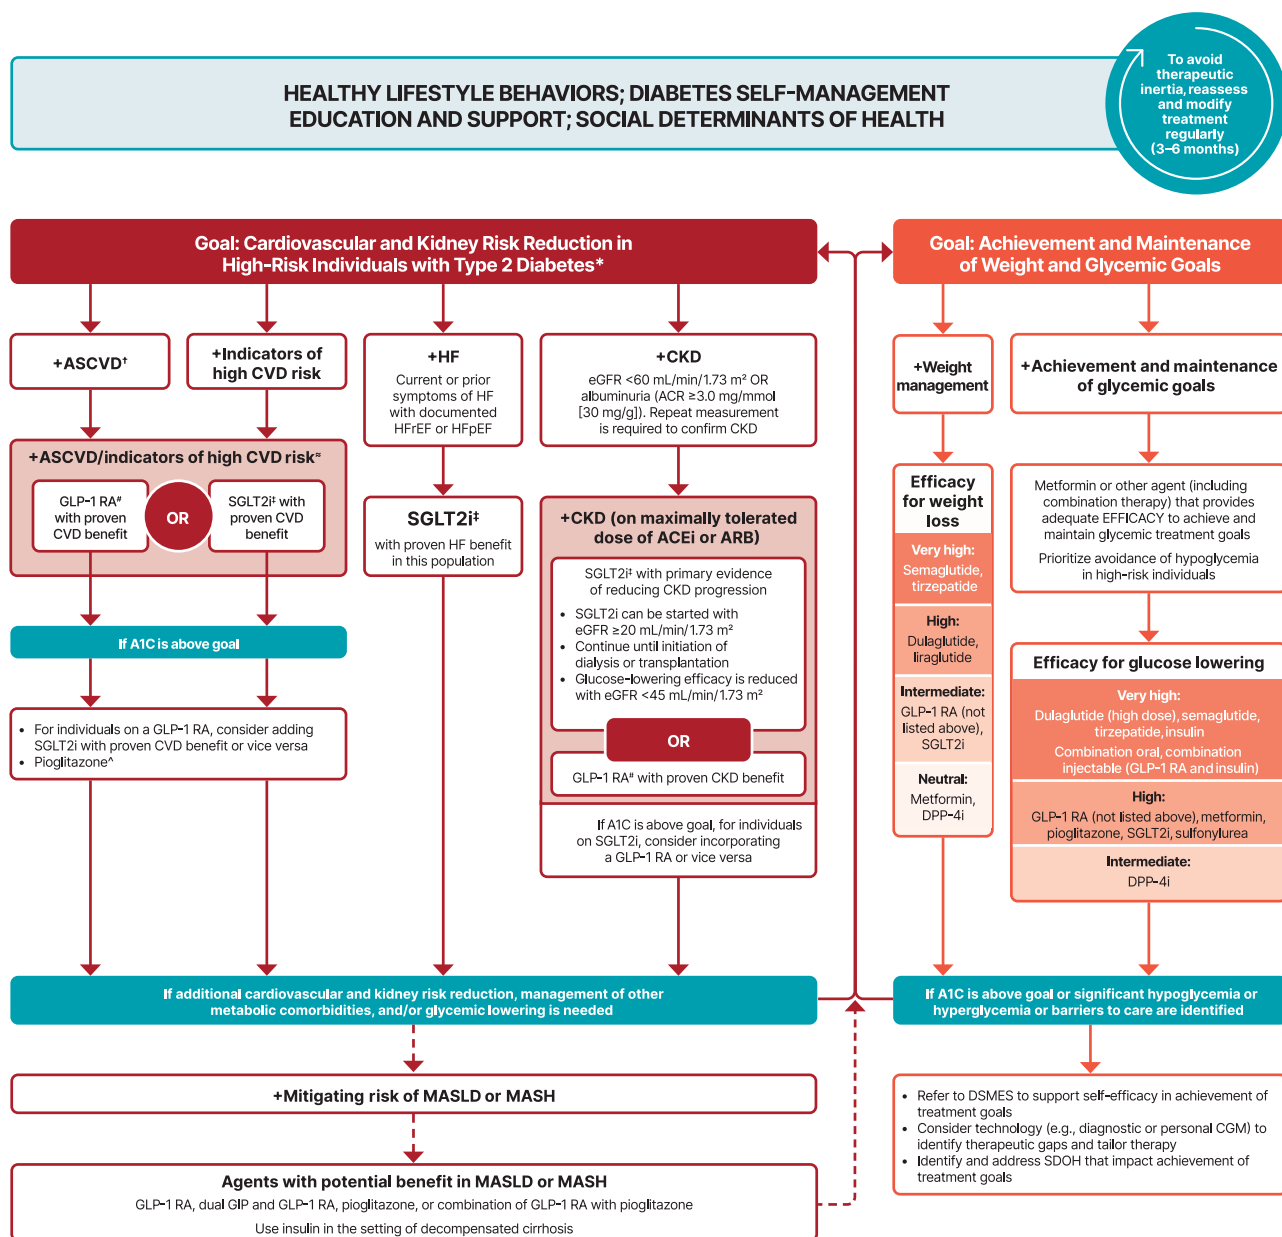 HEALTHY LIFESTYLE BEHAVIORS; DIABETES SELF-MANAGEMENT
EDUCATION AND SUPPORT; SOCIAL DETERMINANTS OF HEALTH
To avoid
therapeutic
inertia, reassess
and modify
treatment
regularly
(3–6 months)
Goal: Cardiovascular and Kidney Risk Reduction in
High-Risk Individuals with Type 2 Diabetes*
+ASCVD†
+Indicators of
high CVD risk
+ASCVD/indicators of high CVD risk≈
GLP-1 RA#
with proven
CVD benefit
OR
SGLT2i‡ with
proven CVD
benefit
If A1C is above goal
• For individuals on a GLP-1 RA, consider adding
SGLT2i with proven CVD benefit or vice versa
• Pioglitazone^
+HF
Current or prior
symptoms of HF
with documented
HFrEF or HFpEF
SGLT2i‡
with proven HF benefit
in this population
+CKD
eGFR <60 mL/min/1.73 m² OR
albuminuria (ACR ≥3.0 mg/mmol
[30 mg/g]). Repeat measurement
is required to confirm CKD
+CKD (on maximally tolerated
dose of ACEi or ARB)
SGLT2i‡ with primary evidence
of reducing CKD progression
• SGLT2i can be started with
eGFR ≥20 mL/min/1.73 m²
• Continue until initiation of
dialysis or transplantation
• Glucose-lowering efficacy is reduced
with eGFR <45 mL/min/1.73 m²
OR
GLP-1 RA# with proven CKD benefit
If A1C is above goal, for individuals
on SGLT2i, consider incorporating
a GLP-1 RA or vice versa
If additional cardiovascular and kidney risk reduction, management of other
metabolic comorbidities, and/or glycemic lowering is needed
+Mitigating risk of MASLD or MASH
Agents with potential benefit in MASLD or MASH
GLP-1 RA, dual GIP and GLP-1 RA, pioglitazone, or combination of GLP-1 RA with pioglitazone
Use insulin in the setting of decompensated cirrhosis
Goal: Achievement and Maintenance
of Weight and Glycemic Goals
+Weight
management
Efficacy
for weight
loss
Very high:
Semaglutide,
tirzepatide
High:
Dulaglutide,
liraglutide
Intermediate:
GLP-1 RA (not
listed above),
SGLT2i
Neutral:
Metformin,
DPP-4i
+Achievement and maintenance
of glycemic goals
Metformin or other agent (including
combination therapy) that provides
adequate EFFICACY to achieve and
maintain glycemic treatment goals
Prioritize avoidance of hypoglycemia
in high-risk individuals
Efficacy for glucose lowering
Very high:
Dulaglutide (high dose), semaglutide,
tirzepatide, insulin
Combination oral, combination
injectable (GLP-1 RA and insulin)
High:
GLP-1 RA (not listed above), metformin,
pioglitazone, SGLT2i, sulfonylurea
Intermediate:
DPP-4i
If A1C is above goal or significant hypoglycemia or
hyperglycemia or barriers to care are identified
• Refer to DSMES to support self-efficacy in achievement of
treatment goals
• Consider technology (e.g., diagnostic or personal CGM) to
identify therapeutic gaps and tailor therapy
• Identify and address SDOH that impact achievement of
treatment goals